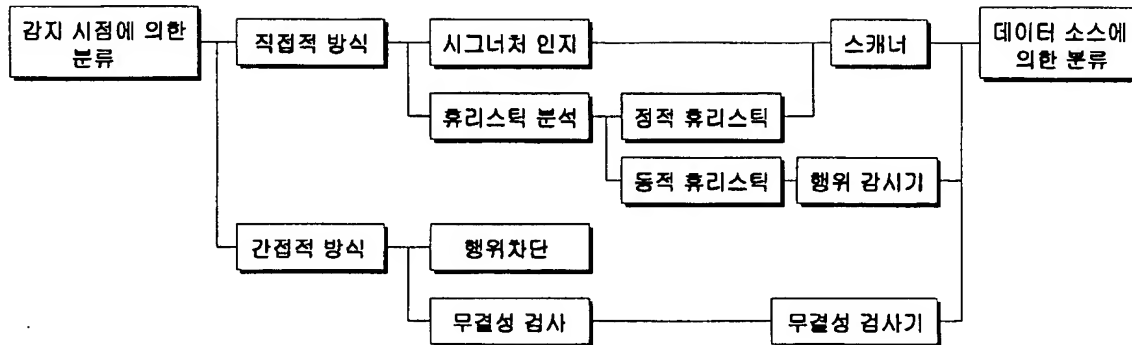 감지 시점에 의한
분류
직접적 방식
시그너처 인지
스캐너
데이터 소스에
의한 분류
휴리스틱 분석
정적 휴리스틱
동적 휴리스틱
행위 감시기
간접적 방식
행위차단
무결성 검사
무결성 검사기